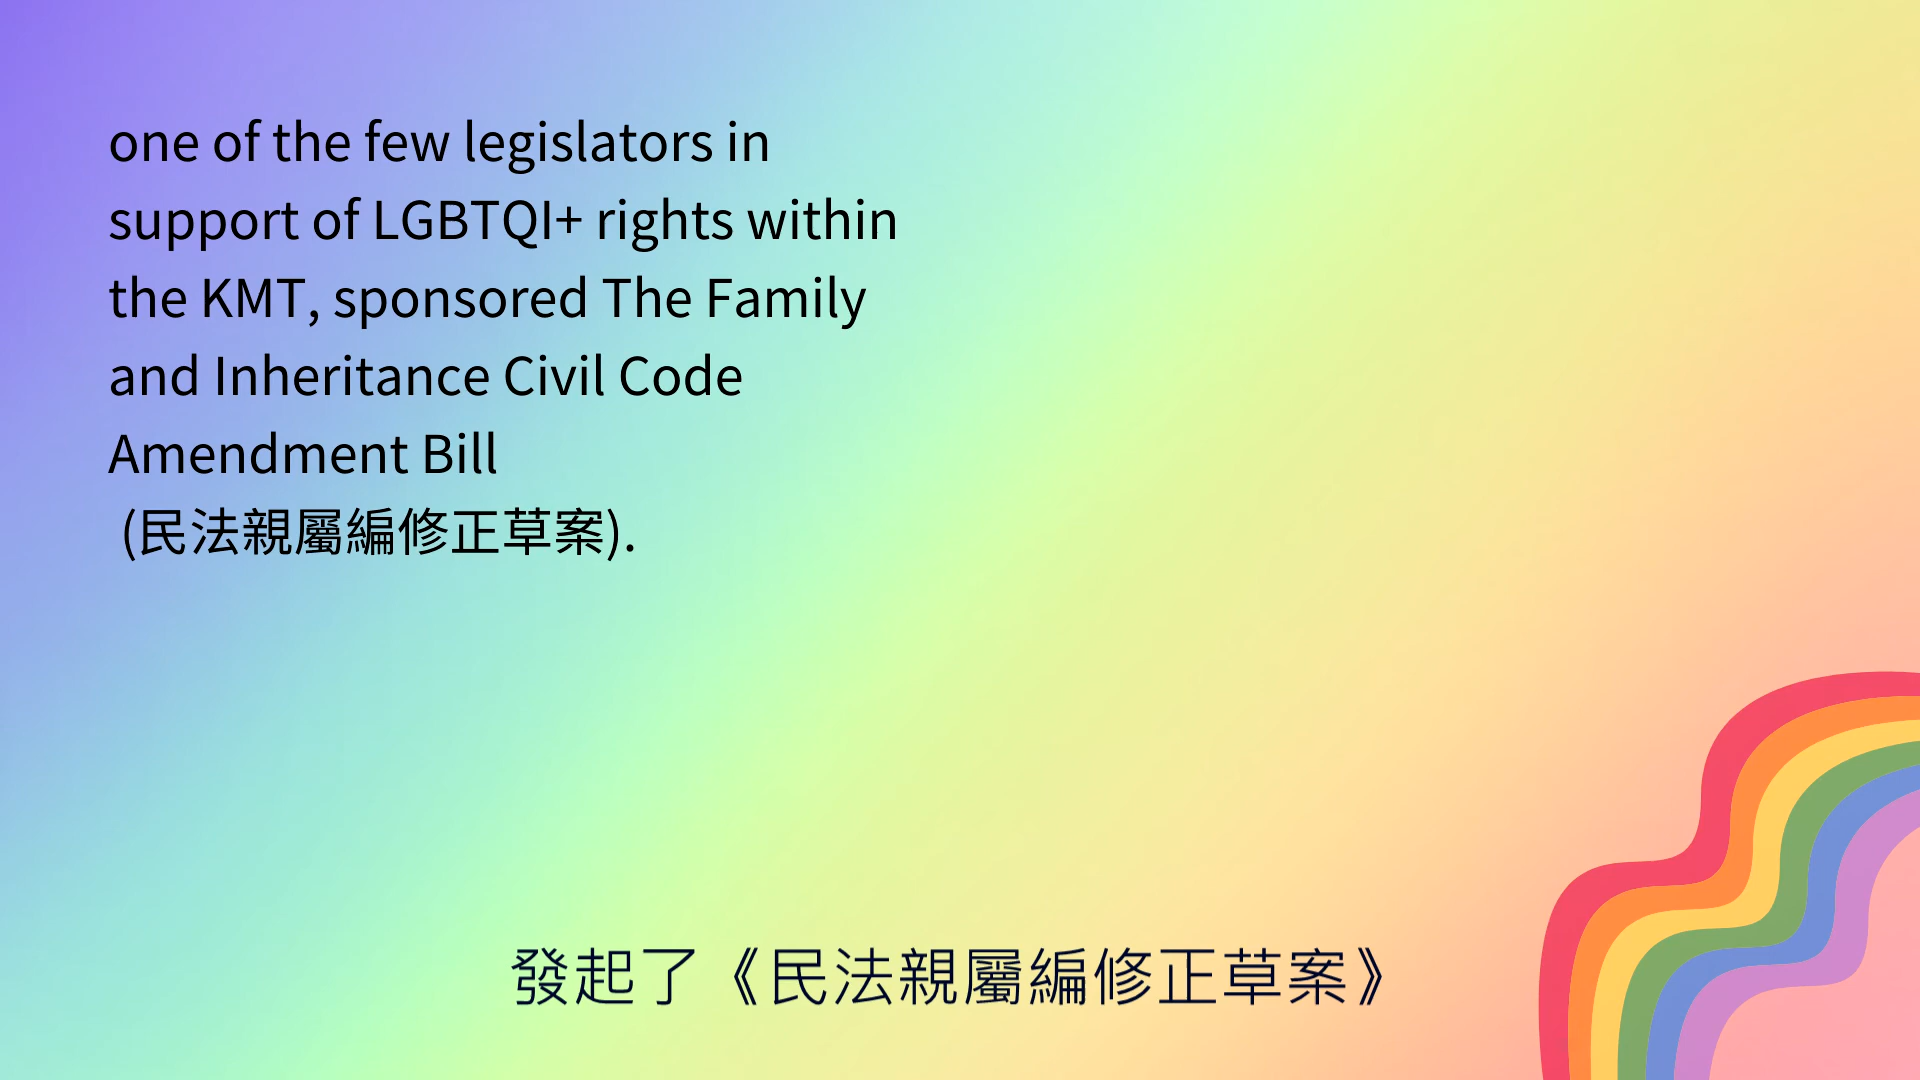 one of the few legislators in
support of LGBTQI+ rights within
the KMT, sponsored The Family
and Inheritance Civil Code
Amendment Bill
(民法親屬編修正草案).
發起了《民法親屬編修正草案》